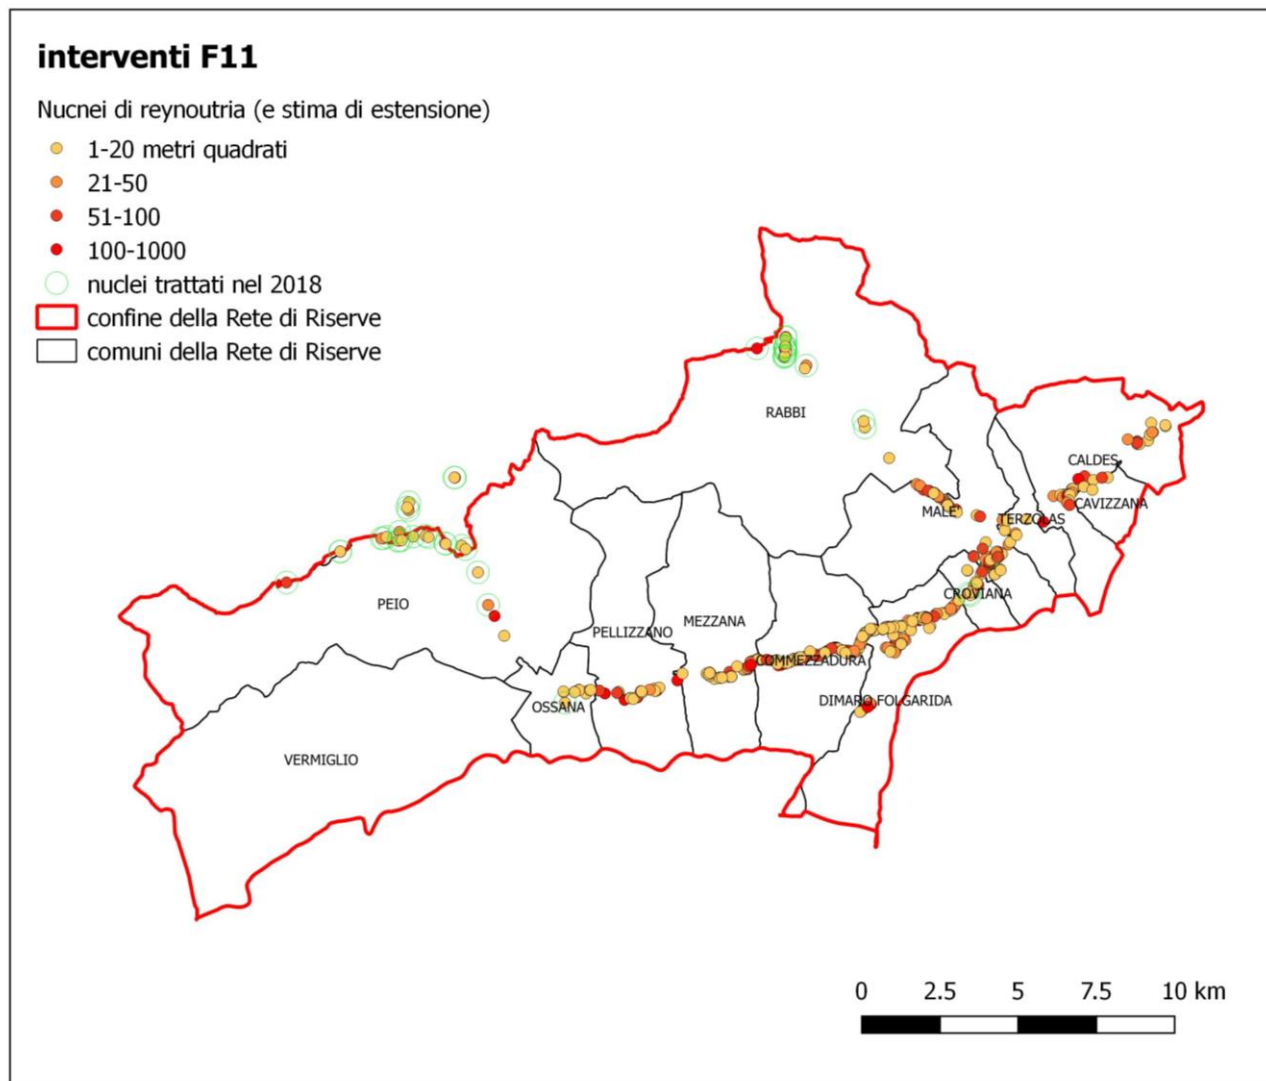 interventi F11
Nucnei di reynoutria (e stima di estensione)
1-20 metri quadrati
21-50
51-100
100-1000
nuclei trattati nel 2018
confine della Rete di Riserve
comuni della Rete di Riserve
RABBI
CALDES
CAVIZZANA
MALE'
TERZOLAS
CROVIANA
PEIO
MEZZANA
PELLIZZANO
COMMEZZADURA
DIMARO FOLGARIDA
OSSANA
VERMIGLIO
0 2.5 5 7.5 10 km